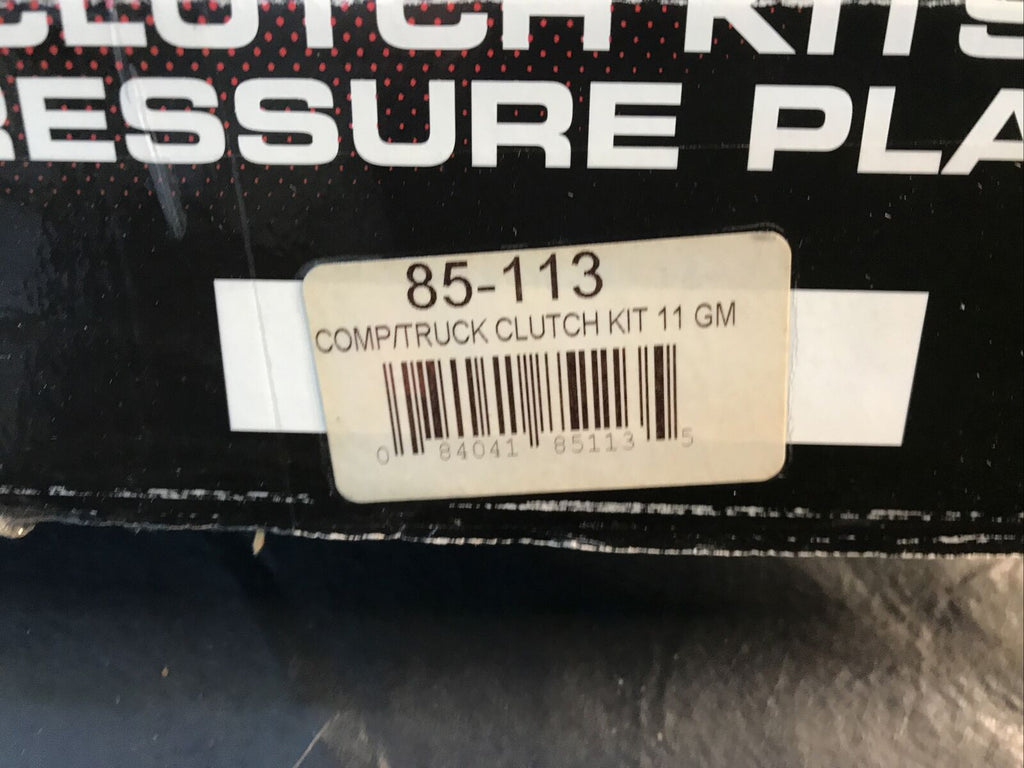 CLUTCH KITS
RESSURE PLA
85-113
COMP/TRUCK CLUTCH KIT 11 GM
0 84041 85113 5